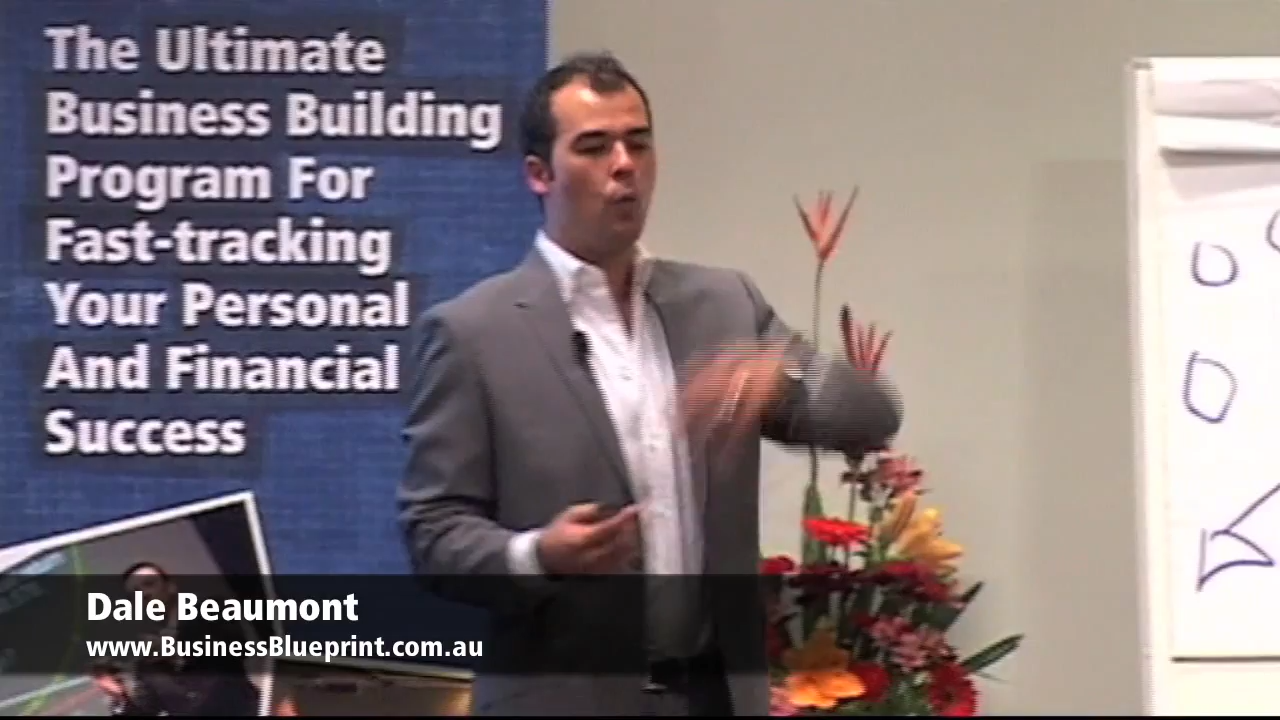 The Ultimate
Business Building
Program For
Fast-tracking
Your Personal
And Financial
Success
Dale Beaumont
www.BusinessBlueprint.com.au